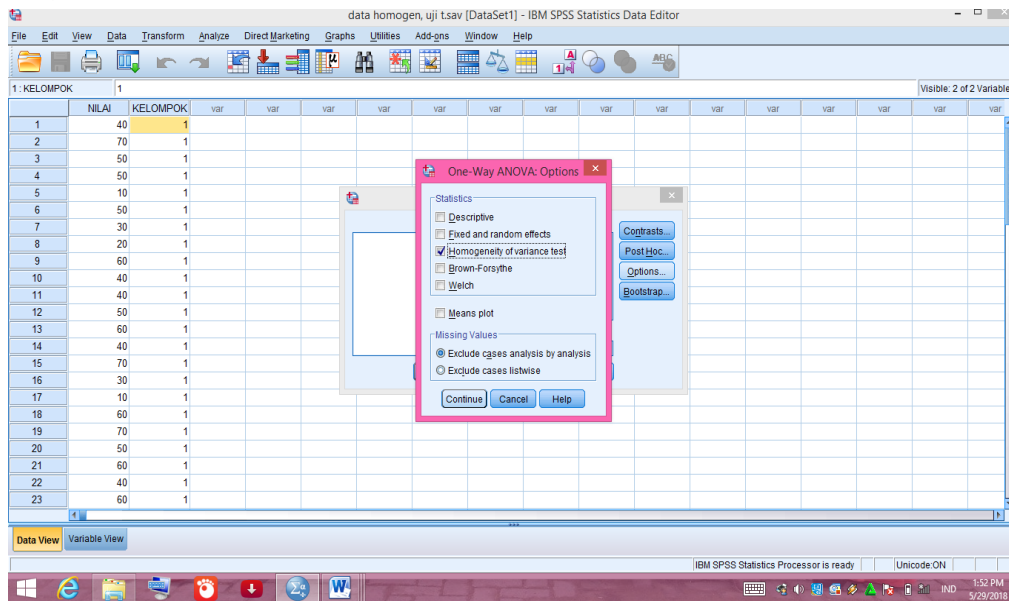 data homogen, uji t.sav [DataSet1] - IBM SPSS Statistics Data Editor
File Edit View Data Transform Analyze Direct Marketing Graphs Utilities Add-ons Window Help
1 : KELOMPOK 1 Visible: 2 of 2 Variable
NILAI KELOMPOK var var var var var var var var var var var var var var var
1 40 1
2 70 1
3 50 1
4 50 1
5 10 1
6 50 1
7 30 1
8 20 1
9 60 1
10 40 1
11 40 1
12 50 1
13 60 1
14 40 1
15 70 1
16 30 1
17 10 1
18 60 1
19 70 1
20 50 1
21 60 1
22 40 1
23 60 1
One-Way ANOVA: Options
Statistics
Descriptive
Fixed and random effects
Homogeneity of variance test
Brown-Forsythe
Welch
Means plot
Missing Values
Exclude cases analysis by analysis
Exclude cases listwise
Continue Cancel Help
Contrasts...
Post Hoc...
Options...
Bootstrap...
Data View Variable View
IBM SPSS Statistics Processor is ready Unicode:ON
IND 1:52 PM
5/29/2018